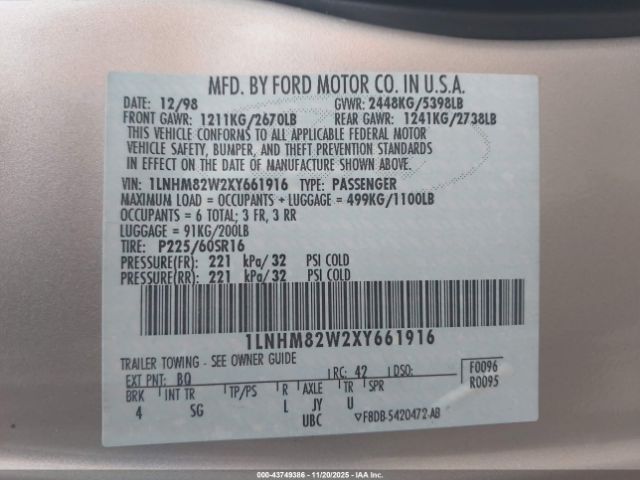 MFD. BY FORD MOTOR CO. IN U.S.A.
DATE: 12/98 GVWR: 2448KG/5398LB
FRONT GAWR: 1211KG/2670LB REAR GAWR: 1241KG/2738LB
THIS VEHICLE CONFORMS TO ALL APPLICABLE FEDERAL MOTOR
VEHICLE SAFETY, BUMPER, AND THEFT PREVENTION STANDARDS
IN EFFECT ON THE DATE OF MANUFACTURE SHOWN ABOVE.
VIN: 1LNHM82W2XY661916 TYPE: PASSENGER
MAXIMUM LOAD = OCCUPANTS + LUGGAGE = 499KG/1100LB
OCCUPANTS = 6 TOTAL; 3 FR, 3 RR
LUGGAGE = 91KG/200LB
TIRE: P225/60SR16
PRESSURE(FR): 221 kPa/32 PSI COLD
PRESSURE(RR): 221 kPa/32 PSI COLD
1LNHM82W2XY661916
TRAILER TOWING - SEE OWNER GUIDE
EXT PNT: BQ RC: 42 DSO: F0096
BRK INT TR TP/PS R AXLE TR SPR R0095
4 SG L JY U
UBC ▽F8DB-5420472-AB
000-43749386 - 11/20/2025 - IAAI.COM